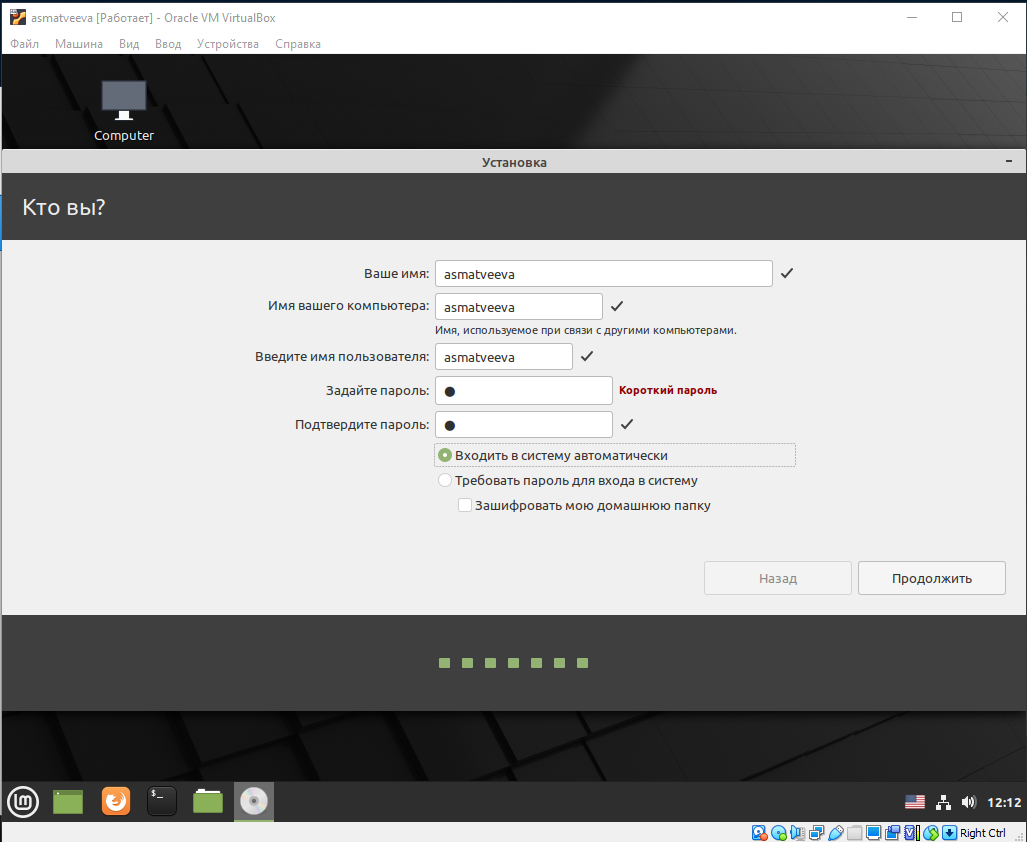 asmatveeva [Работает] - Oracle VM VirtualBox
Файл Машина Вид Ввод Устройства Справка
Computer
Установка
Кто вы?
Ваше имя: asmatveeva
Имя вашего компьютера: asmatveeva
Имя, используемое при связи с другими компьютерами.
Введите имя пользователя: asmatveeva
Задайте пароль: ● Короткий пароль
Подтвердите пароль: ●
Входить в систему автоматически
Требовать пароль для входа в систему
Зашифровать мою домашнюю папку
Назад Продолжить
$_ 12:12
Right Ctrl